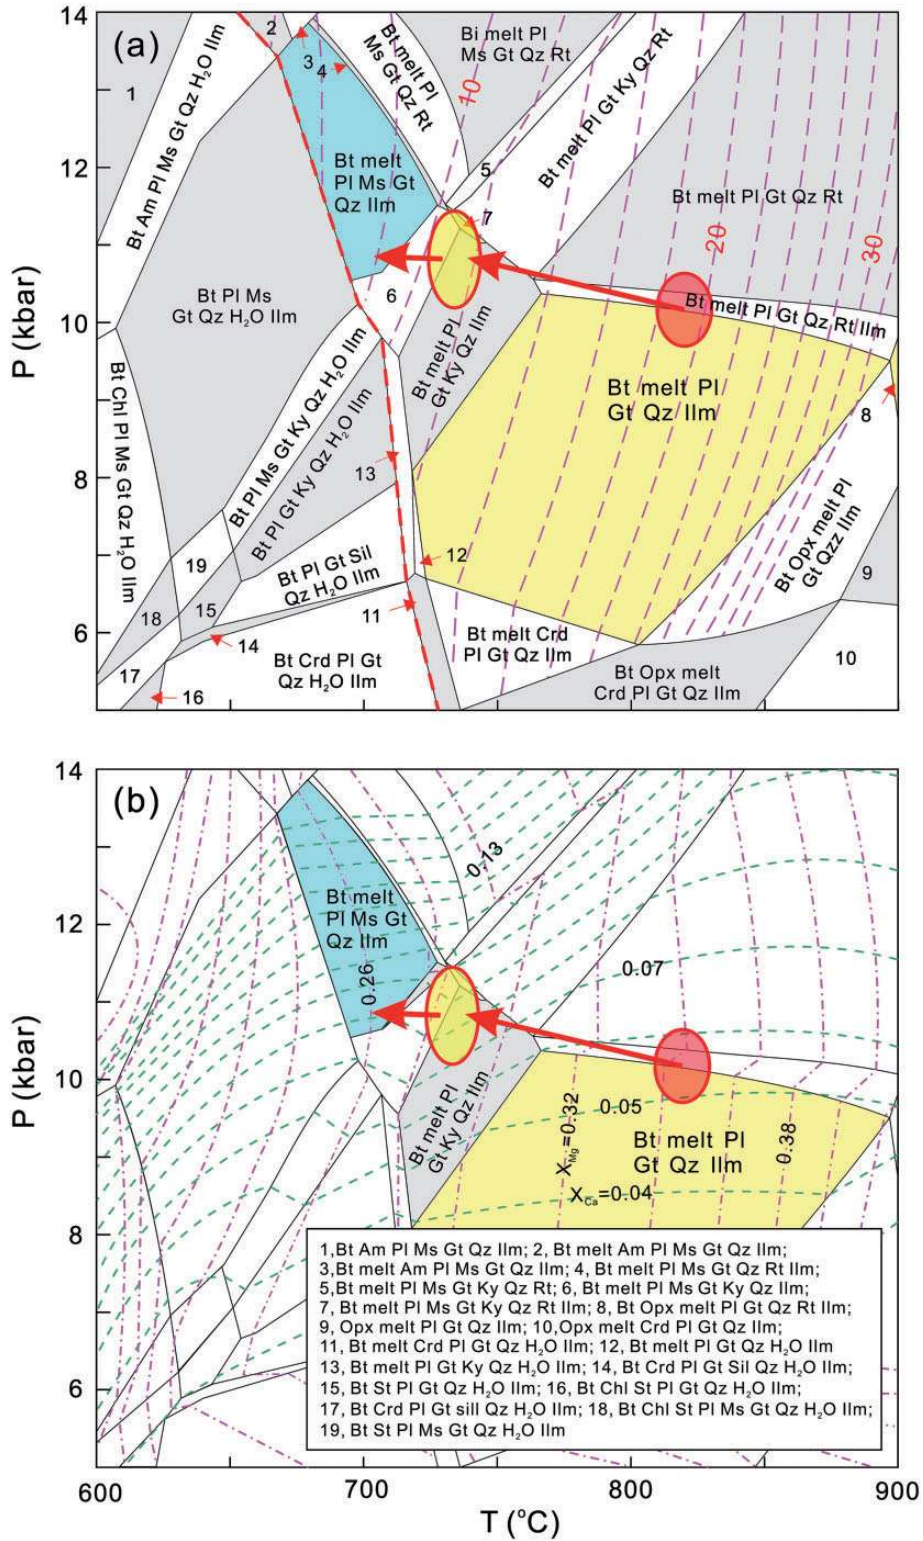 14
12
10
8
6
P (kbar)
(a)
1
2
3
4
Bt Am Pl Ms Gt Qz H₂O Ilm
Bt melt Pl
Ms Gt Qz Rt
Bi melt Pl
Ms Gt Qz Rt
10
Bt melt Pl Gt Ky Qz Rt
5
Bt melt
Pl Ms Gt
Qz Ilm
Bt melt Pl Gt Qz Rt
7
20
30
6
Bt Pl Ms
Gt Qz H₂O Ilm
Bt melt Pl Gt Qz Rt Ilm
Bt melt Pl
Gt Ky Qz Ilm
Bt melt Pl
Gt Qz Ilm
8
Bt Chl Pl Ms Gt Qz H₂O Ilm
Bt Pl Ms Gt Ky Qz H₂O Ilm
Bt Pl Gt Ky Qz H₂O Ilm
13
12
Bt Opx melt Pl
Gt Qzz Ilm
9
19
Bt Pl Gt Sil
Qz H₂O Ilm
15
18
11
14
17
16
Bt Crd Pl Gt
Qz H₂O Ilm
Bt melt Crd
Pl Gt Qz Ilm
Bt Opx melt
Crd Pl Gt Qz Ilm
10
14
12
10
8
6
P (kbar)
(b)
0.13
Bt melt
Pl Ms Gt
Qz Ilm
0.26
0.07
Bt melt Pl
Gt Ky Qz Ilm
X_Mg=0.32
0.05
Bt melt Pl
Gt Qz Ilm
0.38
X_Ca=0.04
1,Bt Am Pl Ms Gt Qz Ilm; 2, Bt melt Am Pl Ms Gt Qz Ilm;
3,Bt melt Am Pl Ms Gt Qz Ilm; 4, Bt melt Pl Ms Gt Qz Rt Ilm;
5,Bt melt Pl Ms Gt Ky Qz Rt; 6, Bt melt Pl Ms Gt Ky Qz Ilm;
7, Bt melt Pl Ms Gt Ky Qz Rt Ilm; 8, Bt Opx melt Pl Gt Qz Rt Ilm;
9, Opx melt Pl Gt Qz Ilm; 10,Opx melt Crd Pl Gt Qz Ilm;
11, Bt melt Crd Pl Gt Qz H₂O Ilm; 12, Bt melt Pl Gt Qz H₂O Ilm
13, Bt melt Pl Gt Ky Qz H₂O Ilm; 14, Bt Crd Pl Gt Sil Qz H₂O Ilm;
15, Bt St Pl Gt Qz H₂O Ilm; 16, Bt Chl St Pl Gt Qz H₂O Ilm;
17, Bt Crd Pl Gt sill Qz H₂O Ilm; 18, Bt Chl St Pl Ms Gt Qz H₂O Ilm;
19, Bt St Pl Ms Gt Qz H₂O Ilm
600
700
800
900
T (°C)